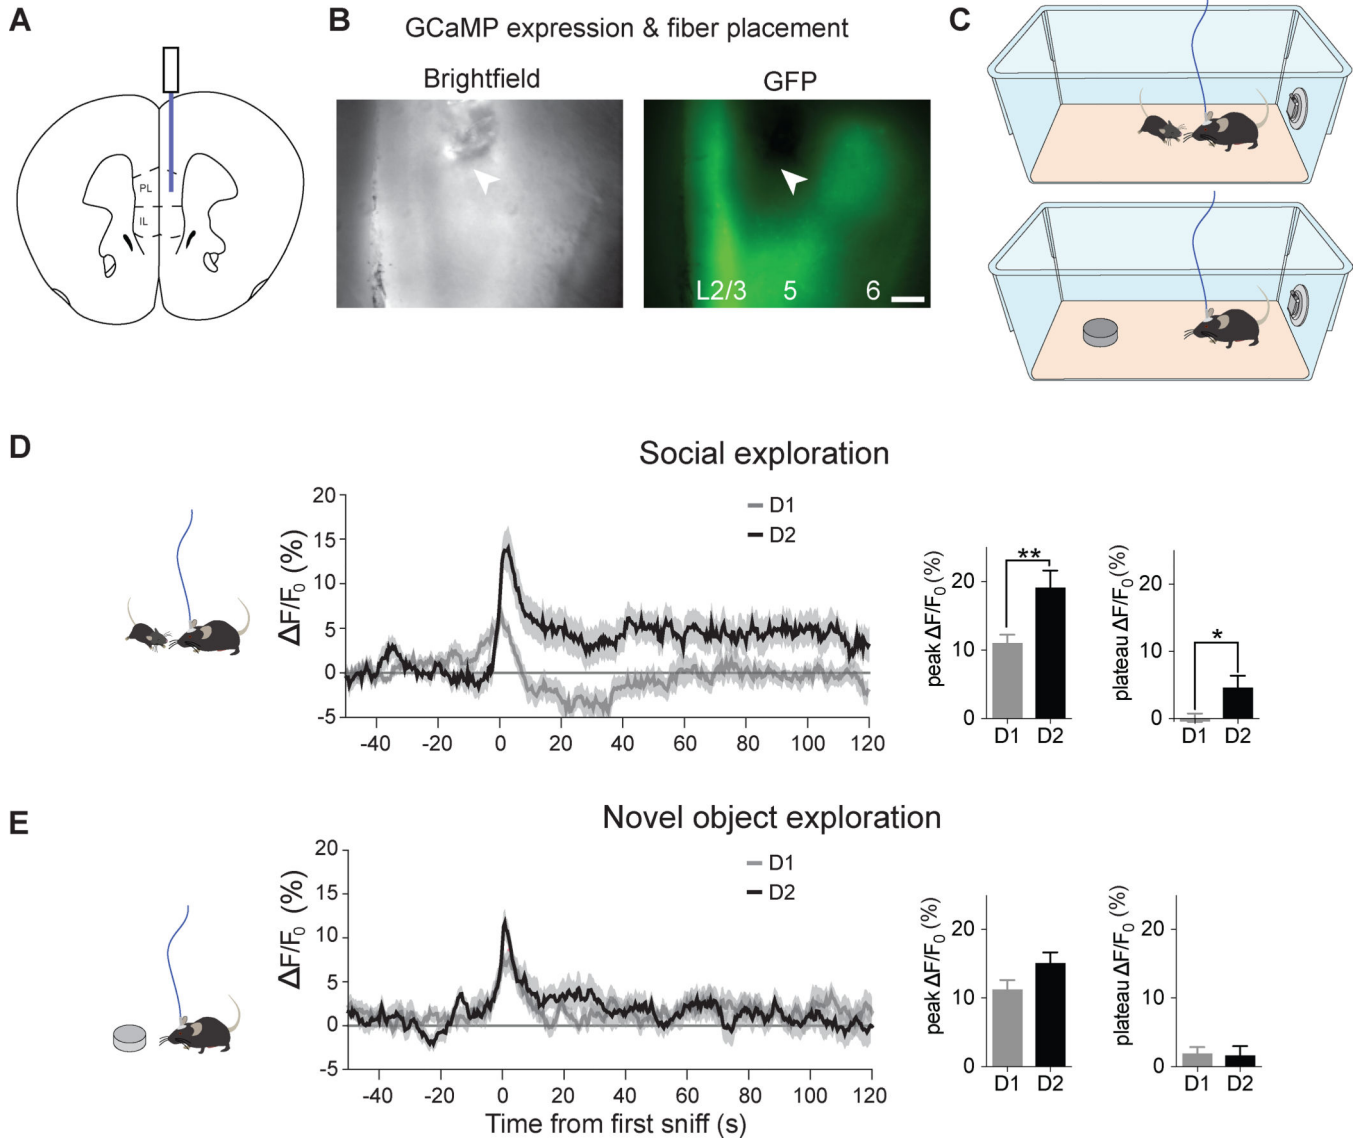 A
PL
IL
B
GCaMP expression & fiber placement
Brightfield
GFP
L2/3 5 6
C
D
Social exploration
ΔF/F0 (%)
20
15
10
5
0
-5
-40 -20 0 20 40 60 80 100 120
D1
D2
peak ΔF/F0 (%)
20
10
0
**
D1 D2
plateau ΔF/F0 (%)
20
10
0
*
D1 D2
E
Novel object exploration
ΔF/F0 (%)
20
15
10
5
0
-5
-40 -20 0 20 40 60 80 100 120
Time from first sniff (s)
D1
D2
peak ΔF/F0 (%)
20
10
0
D1 D2
plateau ΔF/F0 (%)
20
10
0
D1 D2